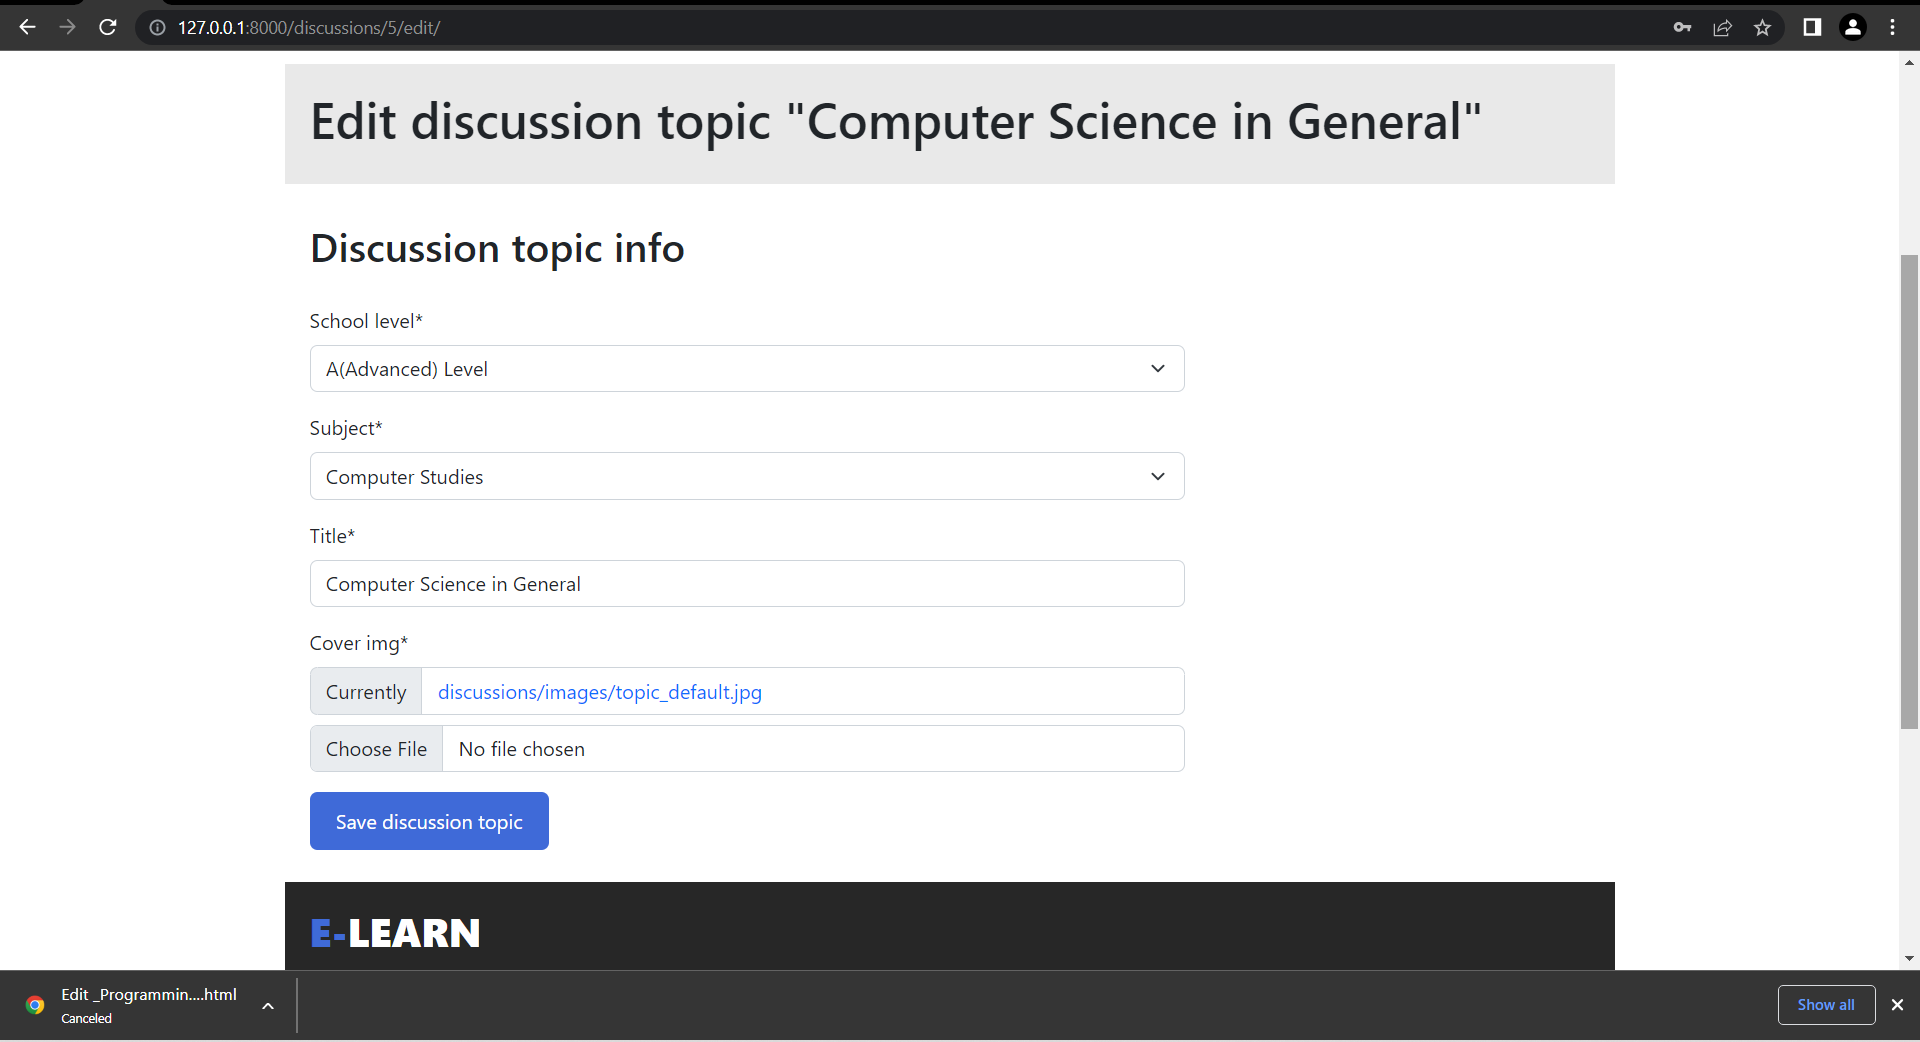 127.0.0.1:8000/discussions/5/edit/
Edit discussion topic "Computer Science in General"
Discussion topic info
School level*
A(Advanced) Level
Subject*
Computer Studies
Title*
Computer Science in General
Cover img*
Currently discussions/images/topic_default.jpg
Choose File No file chosen
Save discussion topic
E-LEARN
Edit _Programmin....html
Canceled
Show all